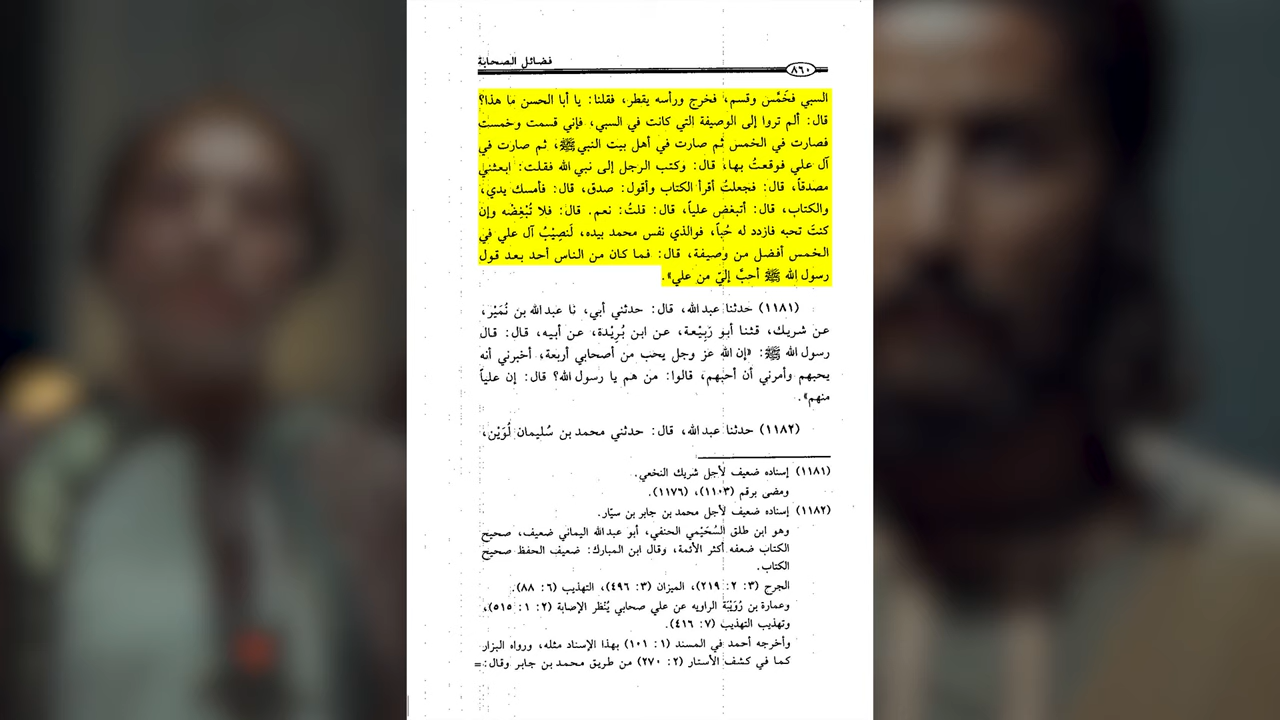 فضائل الصحابة
٨٦٠
السبي فخَمَّس وقسم، فخرج ورأسه يقطر، فقلنا: يا أبا الحسن ما هذا؟
قال: ألم تروا إلى الوصيفة التي كانت في السبي، فإني قسمت وخمست
فصارت في الخمس ثم صارت في أهل بيت النبي ﷺ، ثم صارت في
آل علي فوقعتُ بها، قال: وكتب الرجل إلى نبي الله فقلت: ابعثني
مصدقاً، قال: فجعلتُ أقرأ الكتاب وأقول: صدق، قال: فأمسك يدي،
والكتاب، قال: أتبغض علياً، قال: قلتُ: نعم. قال: فلا تُبْغِضْه وإن
كنتَ تحبه فازدد له حُباً، فوالذي نفس محمد بيده، لَنصِيْبُ آل علي في
الخمس أفضل من وصيفة، قال: فما كان من الناس أحد بعد قول
رسول الله ﷺ أحبَّ إليّ من علي».
(١١٨١) حدثنا عبدالله، قال: حدثني أبي، نا عبدالله بن نُمَيْر،
عن شريك، قثنا أبو رَبِيْعة، عن ابن بُرَيْدة، عن أبيه، قال: قال
رسول الله ﷺ: «إن الله عز وجل يحب من أصحابي أربعة، أخبرني أنه
يحبهم وأمرني أن أحبهم، قالوا: من هم يا رسول الله؟ قال: إن علياً
منهم».
(١١٨٢) حدثنا عبدالله، قال: حدثني محمد بن سُليمان لُوَيْن،
(١١٨١) إسناده ضعيف لأجل شريك النخعي.
ومضى برقم (١١٠٣)، (١١٧٦).
(١١٨٢) إسناده ضعيف لأجل محمد بن جابر بن سيّار.
وهو ابن طلق السُحَيْمي الحنفي، أبو عبدالله اليماني ضعيف، صحيح
الكتاب ضعفه أكثر الأئمة، وقال ابن المبارك: ضعيف الحفظ صحيح
الكتاب.
الجرح (٣: ٢: ٢١٩)، الميزان (٣: ٤٩٦)، التهذيب (٦: ٨٨).
وعمارة بن رُوَيْبَة الراويه عن علي صحابي يُنْظر الإصابة (٢: ١: ٥١٥)،
وتهذيب التهذيب (٧: ٤١٦).
وأخرجه أحمد في المسند (١: ١٠١) بهذا الإسناد مثله، ورواه البزار
كما في كشف الأستار (٢: ٢٧٠) من طريق محمد بن جابر وقال: =